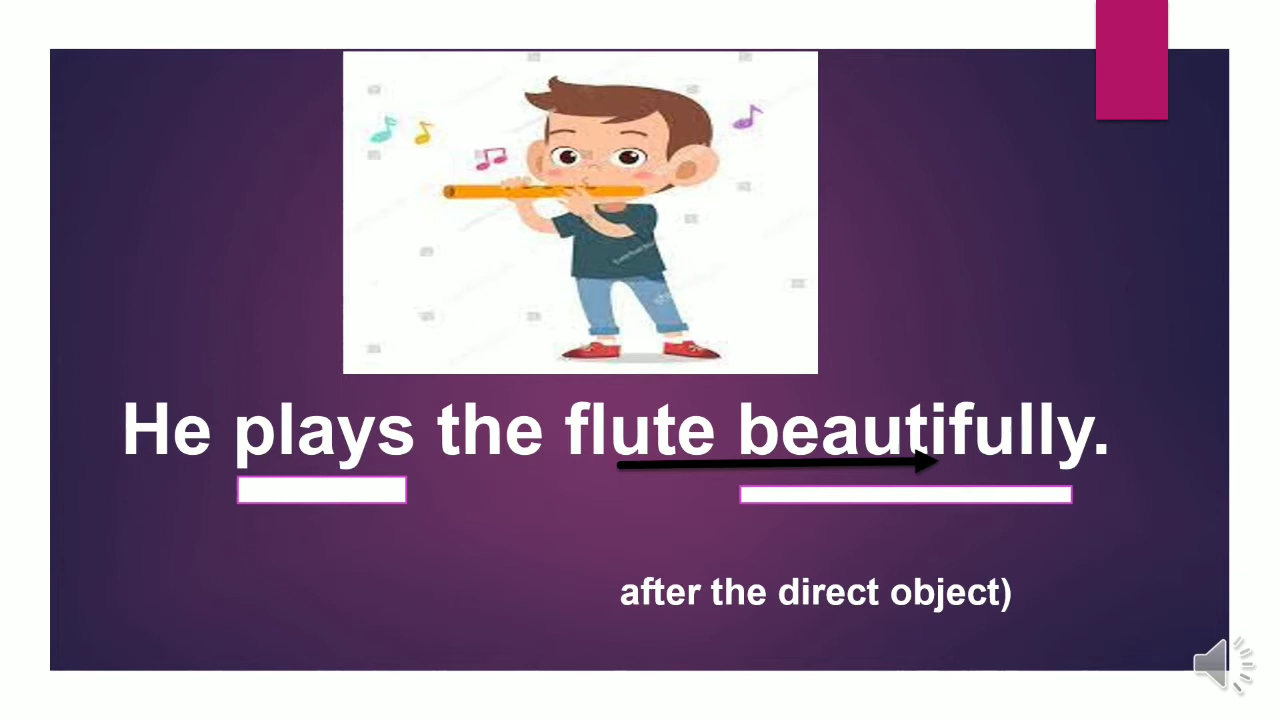 He plays the flute beautifully.
after the direct object)